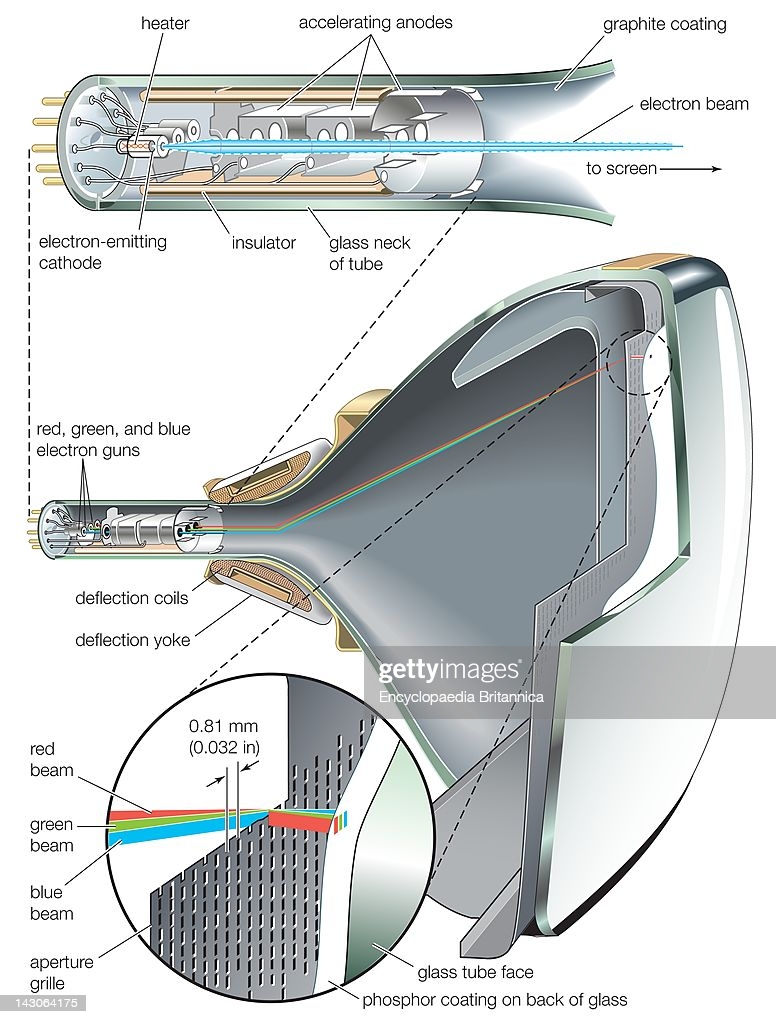 heater
accelerating anodes
graphite coating
electron beam
to screen
electron-emitting
cathode
insulator
glass neck
of tube
red, green, and blue
electron guns
deflection coils
deflection yoke
gettyimages
Encyclopaedia Britannica
0.81 mm
(0.032 in)
red
beam
green
beam
blue
beam
aperture
grille
glass tube face
phosphor coating on back of glass
143064175